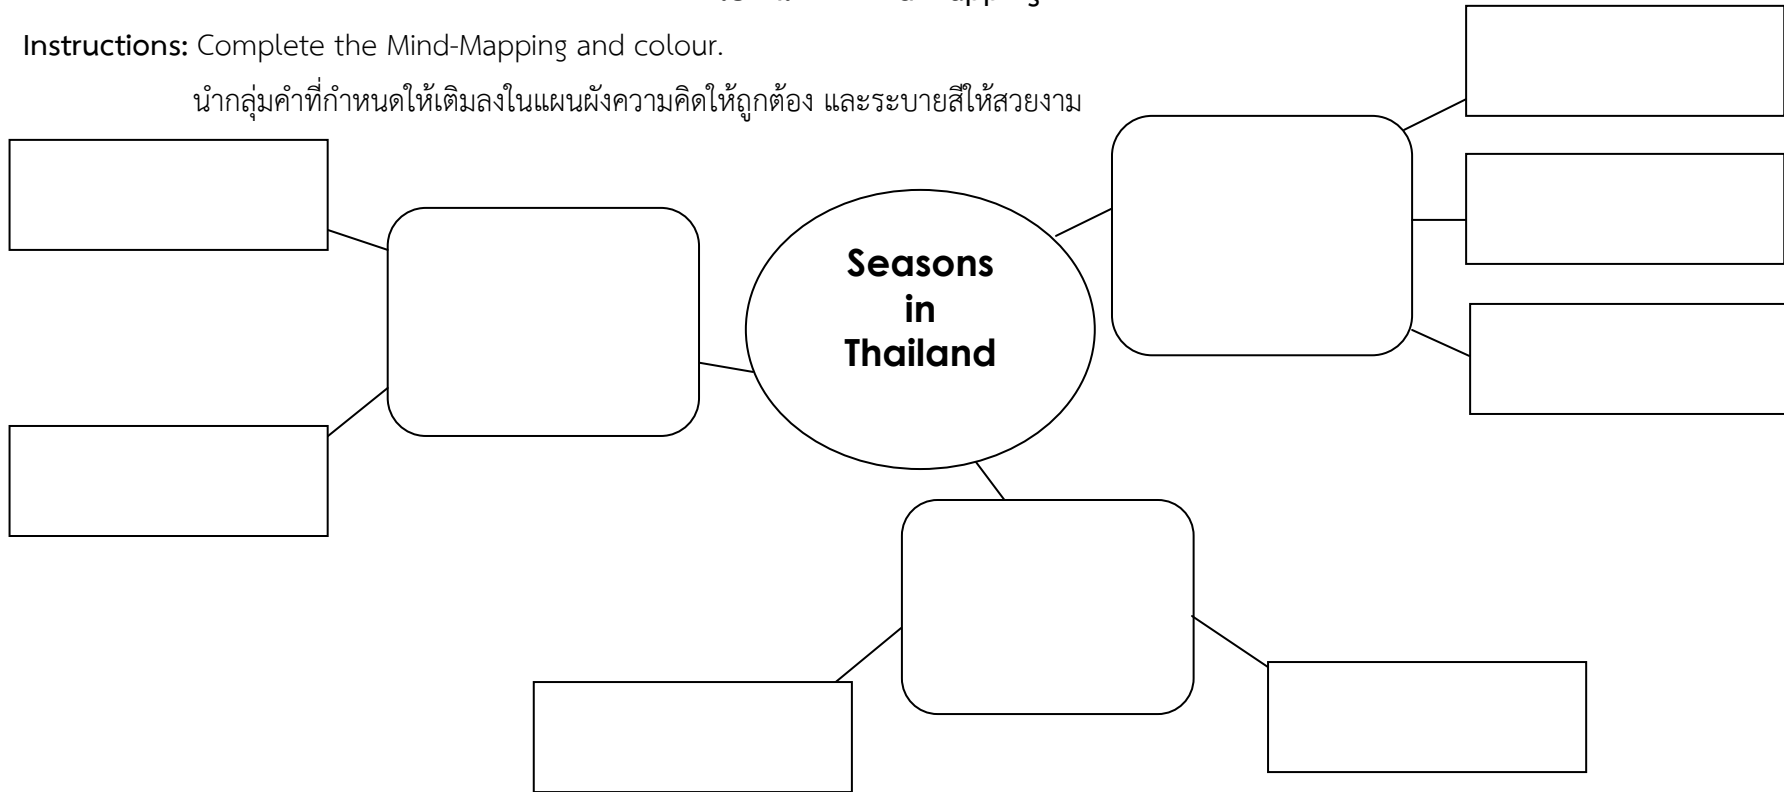 Instructions: Complete the Mind-Mapping and colour.
นำกลุ่มคำที่กำหนดให้เติมลงในแผนผังความคิดให้ถูกต้อง และระบายสีให้สวยงาม
Seasons
in
Thailand